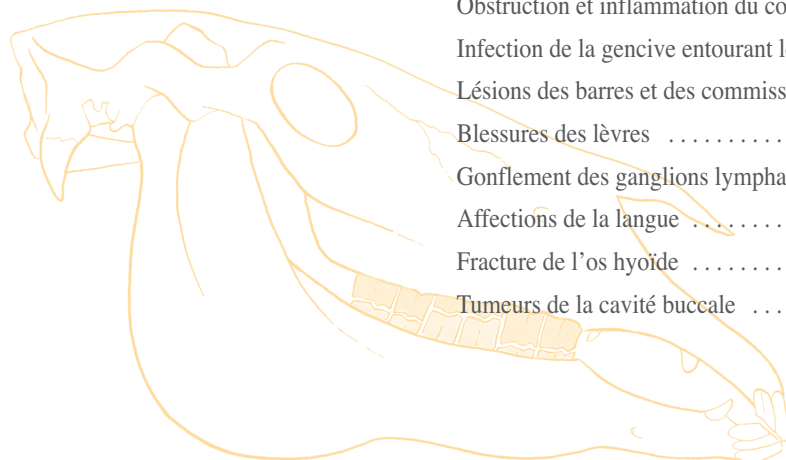 Obstruction et inflammation du co
Infection de la gencive entourant l
Lésions des barres et des commiss
Blessures des lèvres . . . . . . . . . .
Gonflement des ganglions lympha
Affections de la langue . . . . . . . .
Fracture de l’os hyoïde . . . . . . . .
Tumeurs de la cavité buccale . . . .